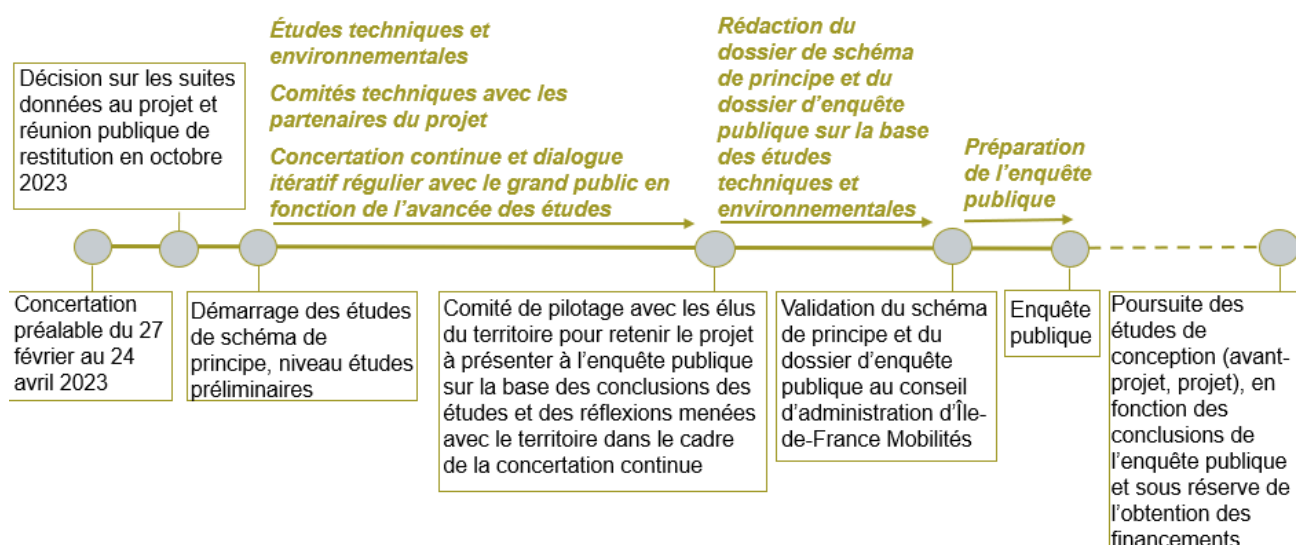 Études techniques et
environnementales
Comités techniques avec les
partenaires du projet
Concertation continue et dialogue
itératif régulier avec le grand public en
fonction de l'avancée des études
Rédaction du
dossier de schéma
de principe et du
dossier d'enquête
publique sur la base
des études
techniques et
environnementales
Préparation
de l'enquête
publique
Décision sur les suites
données au projet et
réunion publique de
restitution en octobre
2023
Concertation
préalable du 27
février au 24
avril 2023
Démarrage des études
de schéma de
principe, niveau études
préliminaires
Comité de pilotage avec les élus
du territoire pour retenir le projet
à présenter à l'enquête publique
sur la base des conclusions des
études et des réflexions menées
avec le territoire dans le cadre
de la concertation continue
Validation du schéma
de principe et du
dossier d'enquête
publique au conseil
d'administration d'Île-
de-France Mobilités
Enquête
publique
Poursuite des
études de
conception (avant-
projet, projet), en
fonction des
conclusions de
l'enquête publique
et sous réserve de
l'obtention des
financements